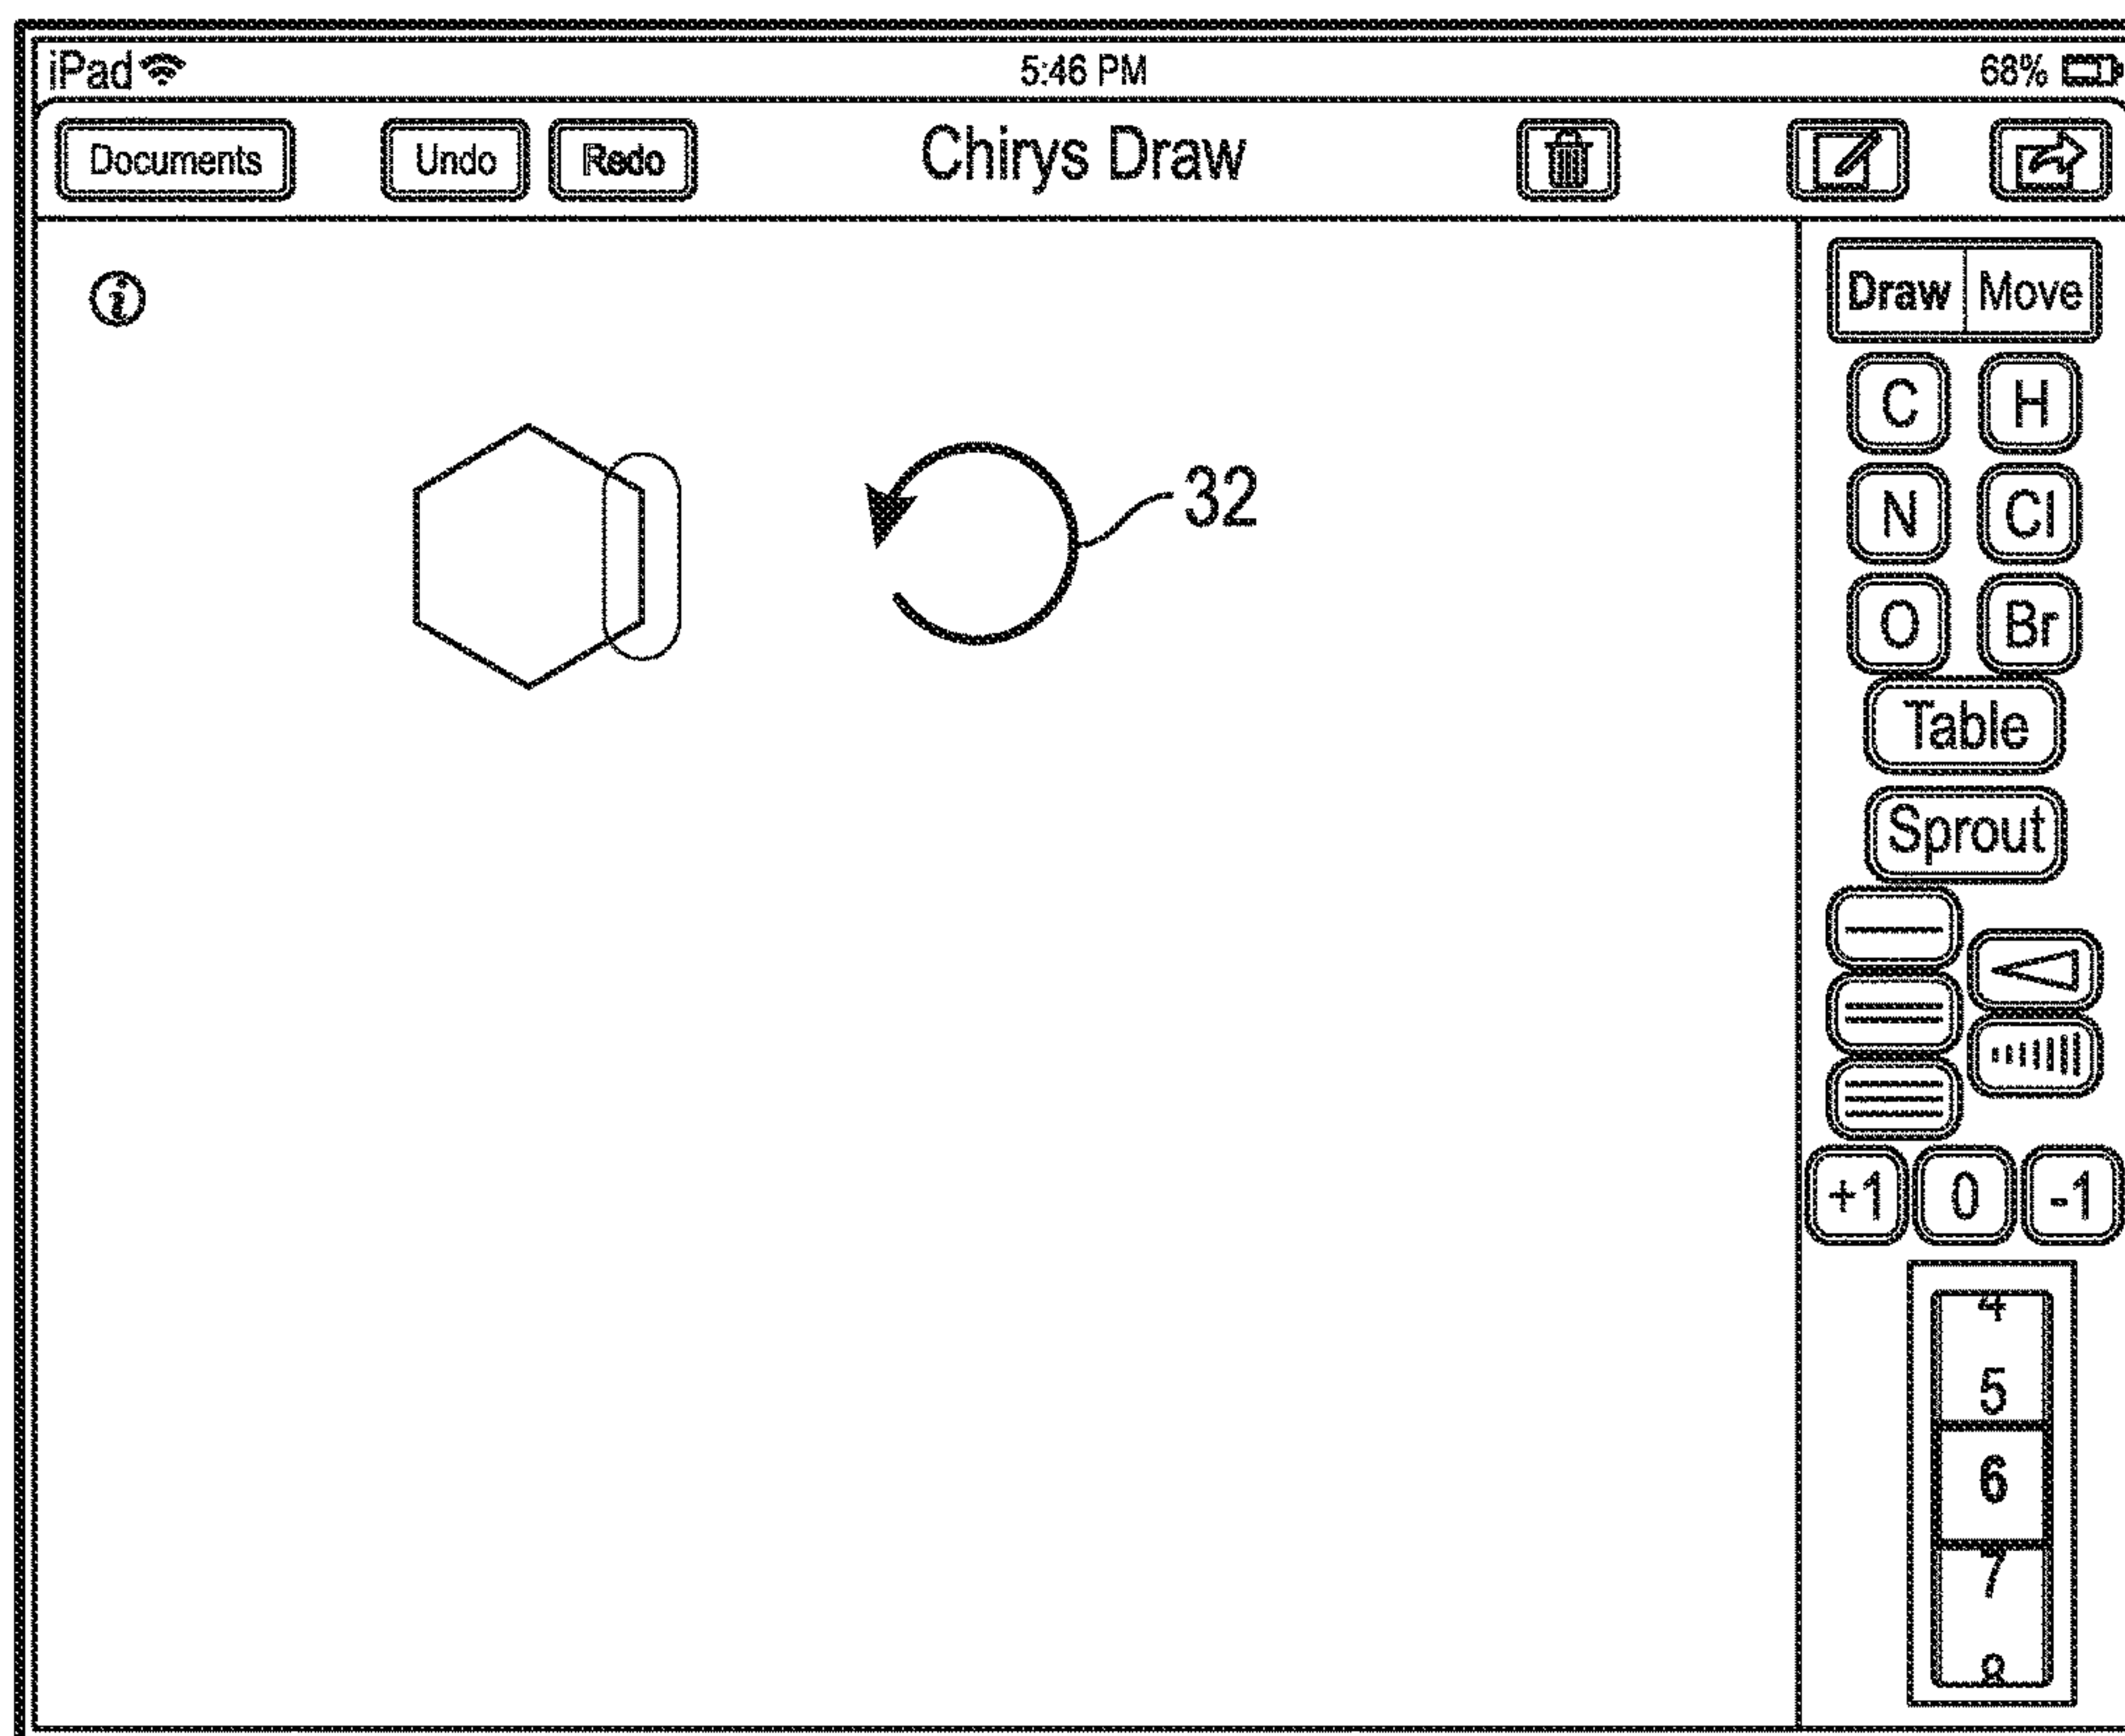 iPad 5:46 PM 68%
Documents Undo Redo Chirys Draw
i
Draw Move
C H
32
N Cl
O Br
Table
Sprout
+1 0 -1
4
5
6
7
8